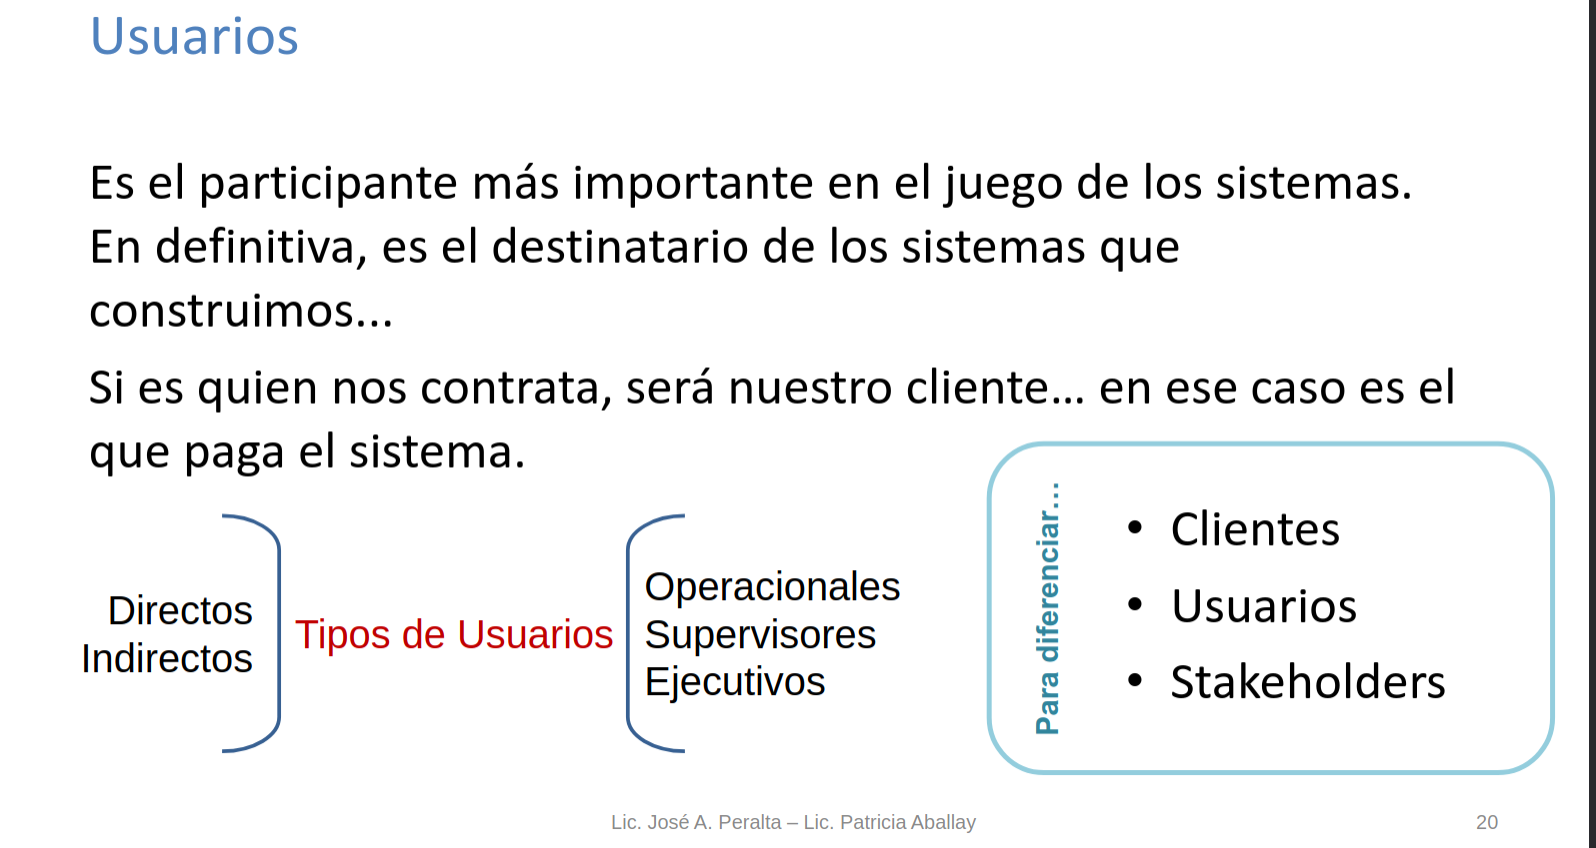 Usuarios
Es el participante más importante en el juego de los sistemas.
En definitiva, es el destinatario de los sistemas que
construimos...
Si es quien nos contrata, será nuestro cliente... en ese caso es el
que paga el sistema.
Directos
Indirectos
Tipos de Usuarios
Operacionales
Supervisores
Ejecutivos
Para diferenciar...
• Clientes
• Usuarios
• Stakeholders
Lic. José A. Peralta – Lic. Patricia Aballay
20